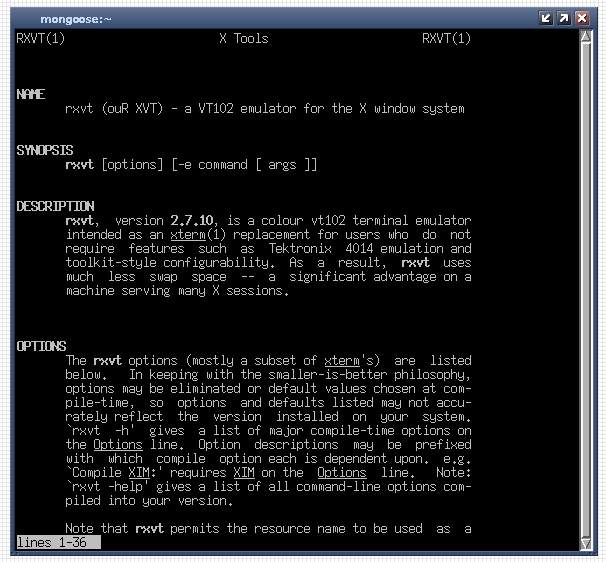 mongoose:~
RXVT(1) X Tools RXVT(1)
NAME
rxvt (ouR XVT) - a VT102 emulator for the X window system
SYNOPSIS
rxvt [options] [-e command [ args ]]
DESCRIPTION
rxvt, version 2.7.10, is a colour vt102 terminal emulator
intended as an xterm(1) replacement for users who do not
require features such as Tektronix 4014 emulation and
toolkit-style configurability. As a result, rxvt uses
much less swap space -- a significant advantage on a
machine serving many X sessions.
OPTIONS
The rxvt options (mostly a subset of xterm's) are listed
below. In keeping with the smaller-is-better philosophy,
options may be eliminated or default values chosen at com-
pile-time, so options and defaults listed may not accu-
rately reflect the version installed on your system.
`rxvt -h' gives a list of major compile-time options on
the Options line. Option descriptions may be prefixed
with which compile option each is dependent upon. e.g.
`Compile XIM:' requires XIM on the Options line. Note:
`rxvt -help' gives a list of all command-line options com-
piled into your version.
Note that rxvt permits the resource name to be used as a
lines 1-36